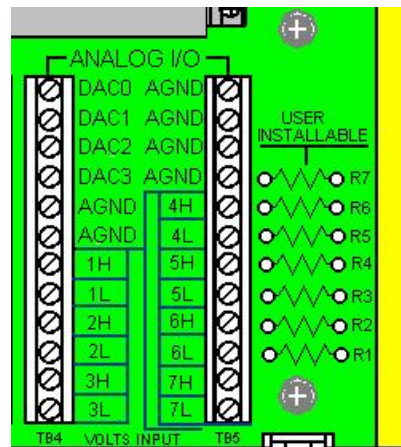 ANALOG I/O
DAC0 AGND
DAC1 AGND
DAC2 AGND
DAC3 AGND
AGND 4H
AGND 4L
1H 5H
1L 5L
2H 6H
2L 6L
3H 7H
3L 7L
TB4 VOLTS INPUT TB5
USER
INSTALLABLE
R7
R6
R5
R4
R3
R2
R1